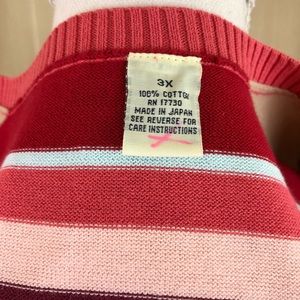 3X
100% COTTON
RN 17730
MADE IN JAPAN
SEE REVERSE FOR
CARE INSTRUCTIONS